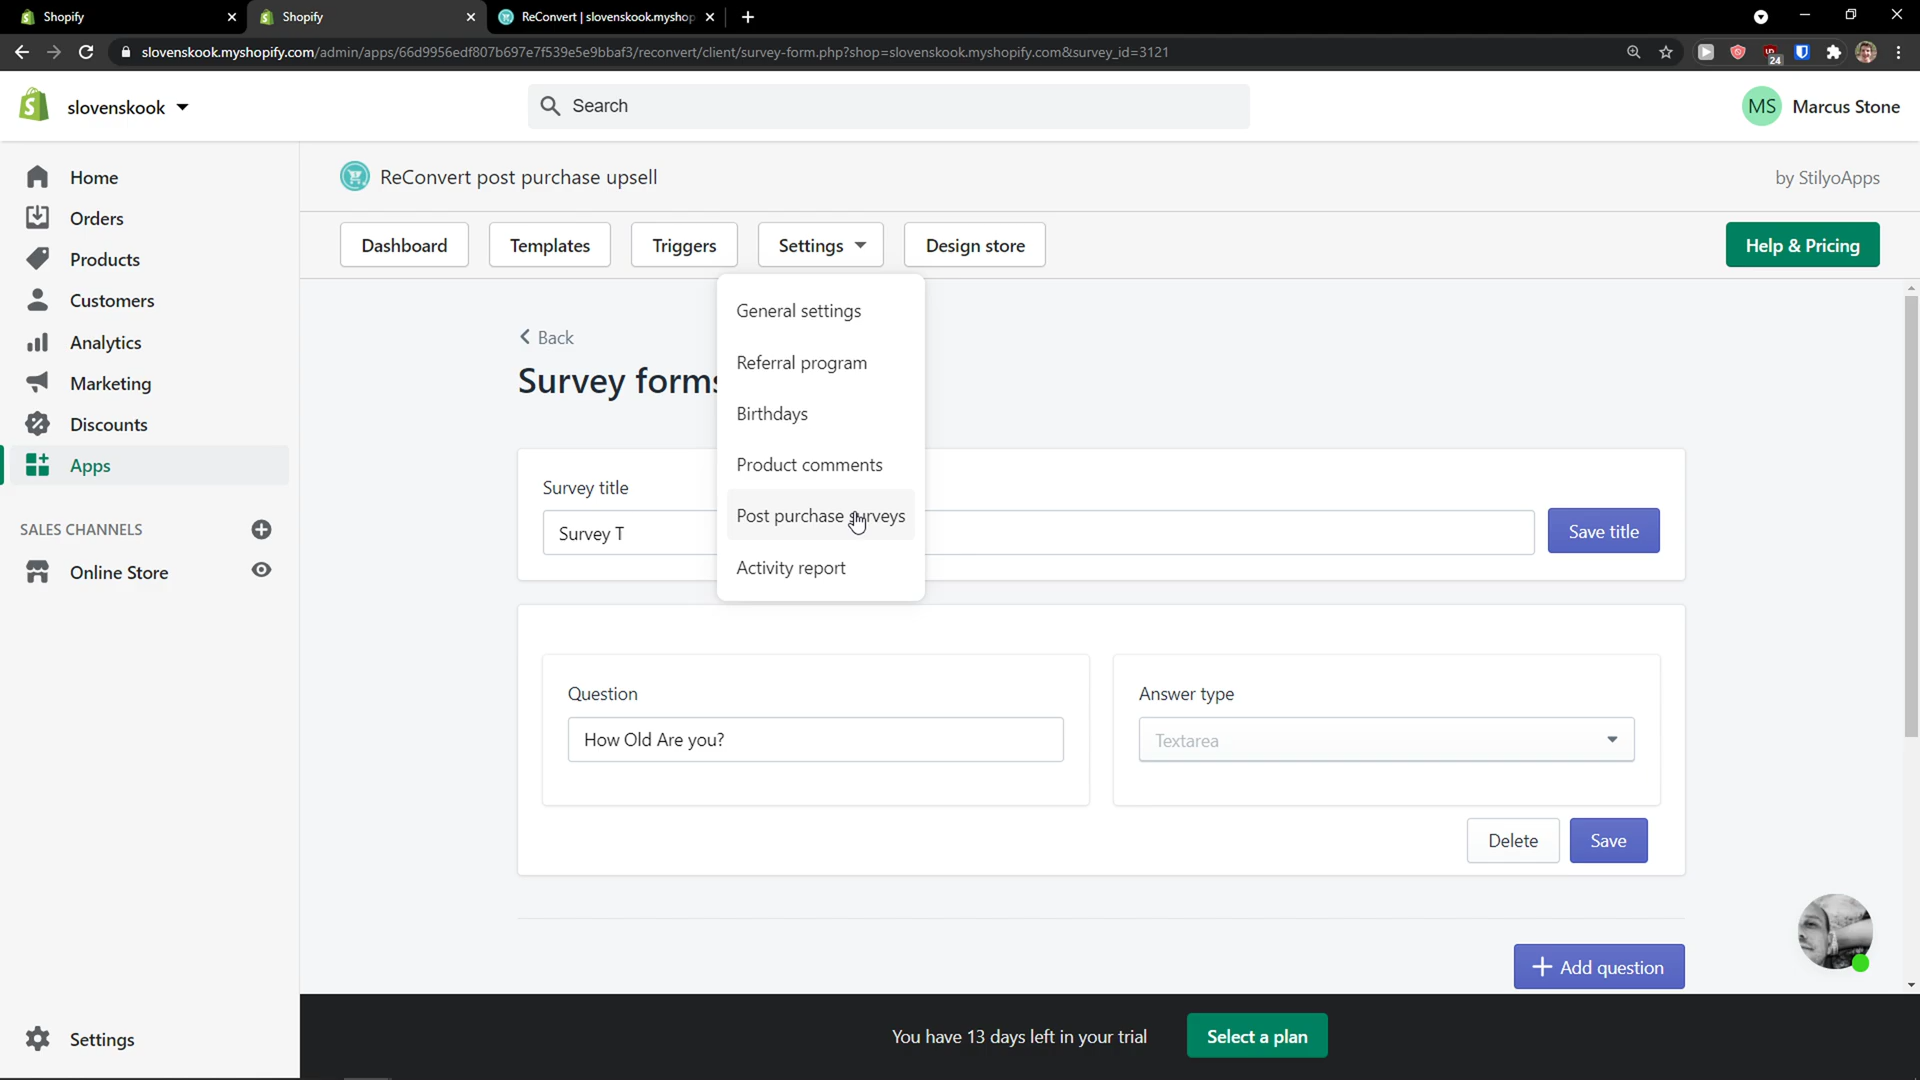 Shopify
Shopify
ReConvert | slovenskook.myshop
slovenskook.myshopify.com/admin/apps/66d9956edf807b697e7f539e5e9bbaf3/reconvert/client/survey-form.php?shop=slovenskook.myshopify.com&survey_id=3121
24
slovenskook
Search
MS Marcus Stone
Home
Orders
Products
Customers
Analytics
Marketing
Discounts
Apps
SALES CHANNELS
Online Store
Settings
ReConvert post purchase upsell
by StilyoApps
Dashboard
Templates
Triggers
Settings
Design store
Help & Pricing
General settings
Referral program
Birthdays
Product comments
Post purchase surveys
Activity report
Back
Survey forms
Survey title
Survey T
Save title
Question
How Old Are you?
Answer type
Textarea
Delete
Save
Add question
You have 13 days left in your trial
Select a plan